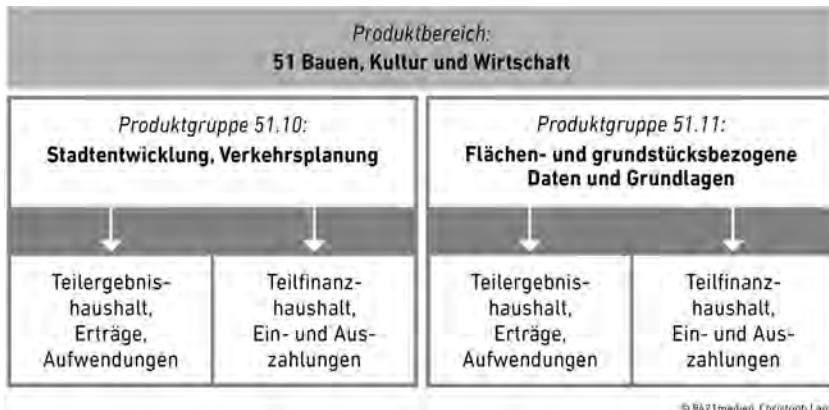 Produktbereich:
51 Bauen, Kultur und Wirtschaft
Produktgruppe 51.10:
Stadtentwicklung, Verkehrsplanung
Teilergebnis-
haushalt,
Erträge,
Aufwendungen
Teilfinanz-
haushalt,
Ein- und Aus-
zahlungen
Produktgruppe 51.11:
Flächen- und grundstücksbezogene
Daten und Grundlagen
Teilergebnis-
haushalt,
Erträge,
Aufwendungen
Teilfinanz-
haushalt,
Ein- und Aus-
zahlungen
© 8421medien, Christoph